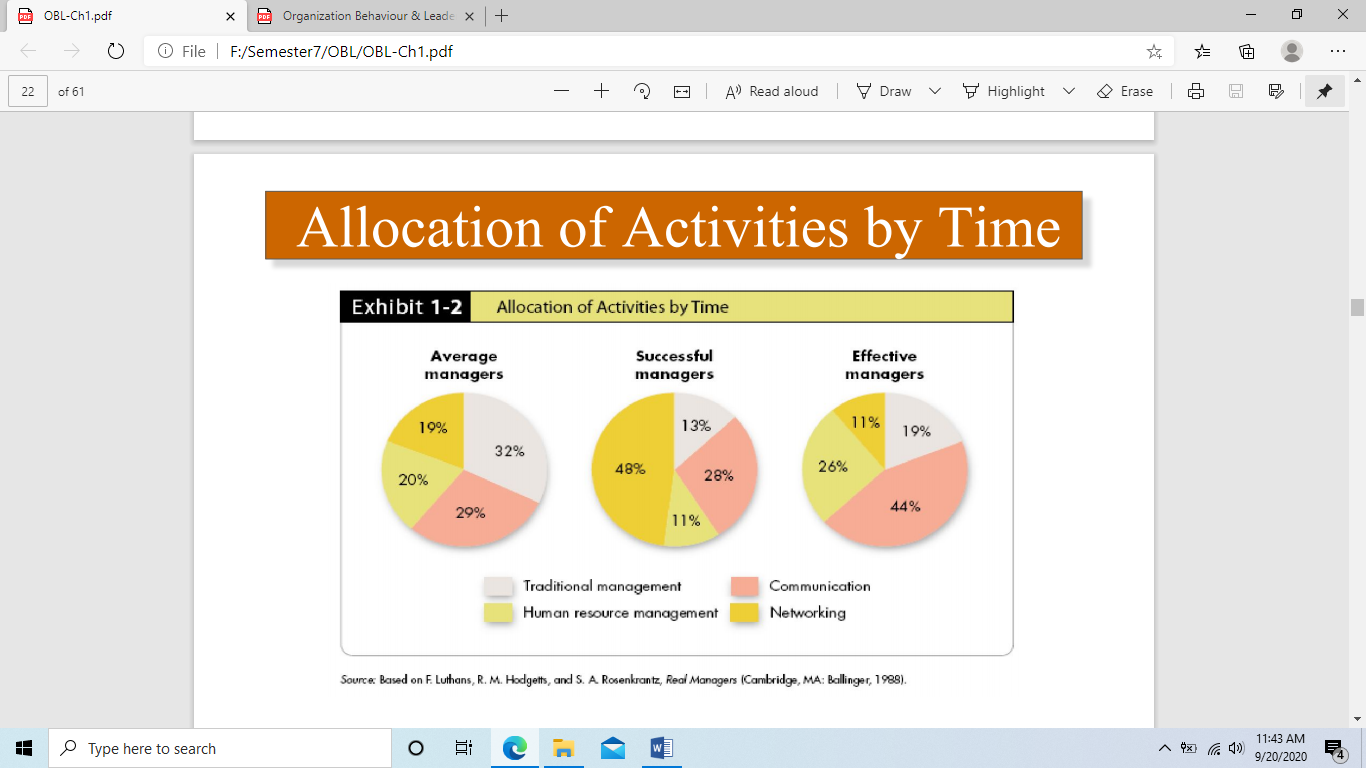 OBL-Ch1.pdf
Organization Behaviour & Leade
File
F:/Semester7/OBL/OBL-Ch1.pdf
22 of 61
Read aloud
Draw
Highlight
Erase
Allocation of Activities by Time
Exhibit 1-2 Allocation of Activities by Time
Average managers
Successful managers
Effective managers
19%
32%
20%
29%
13%
48%
28%
11%
11%
19%
26%
44%
Traditional management
Communication
Human resource management
Networking
Source: Based on F. Luthans, R. M. Hodgetts, and S. A. Rosenkrantz, Real Managers (Cambridge, MA: Ballinger, 1988).
Type here to search
11:43 AM
9/20/2020
4